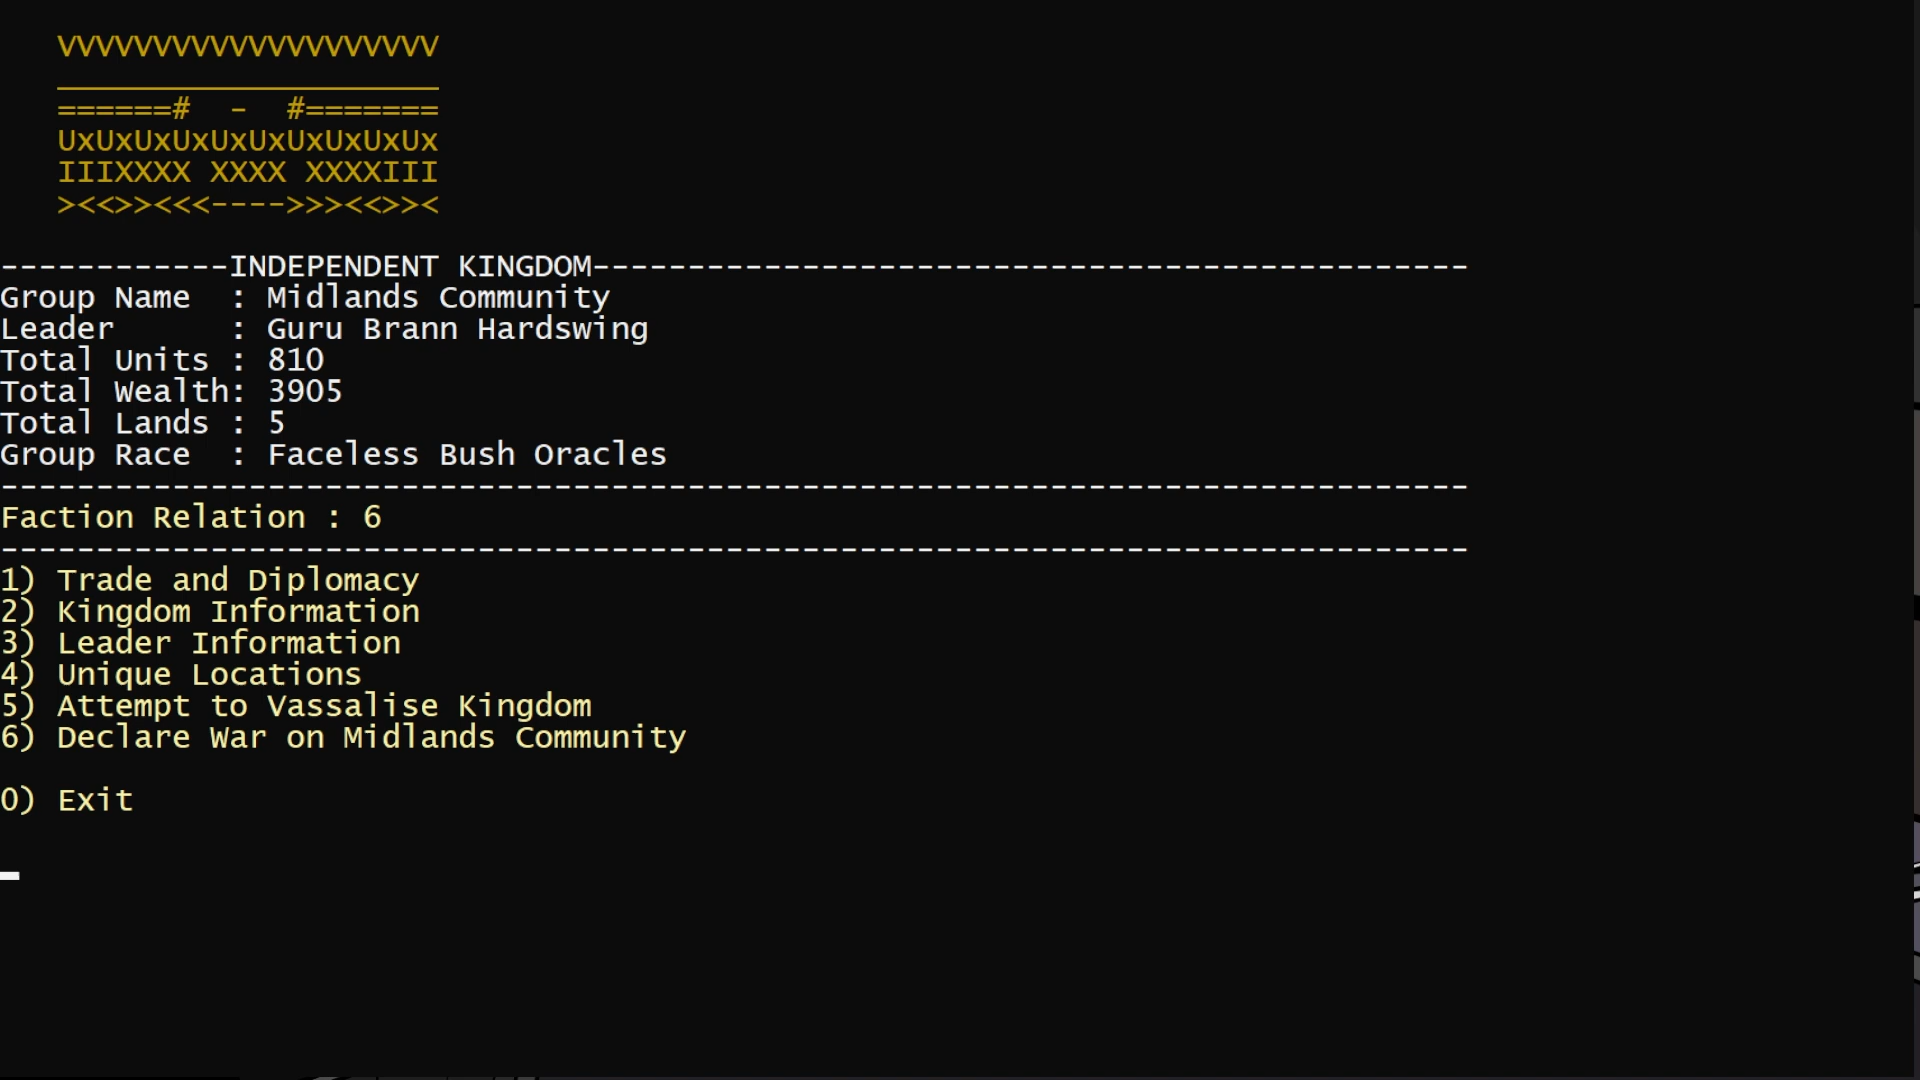 VVVVVVVVVVVVVVVVVVVV
____________________
======#  -  #=======
UxUxUxUxUxUxUxUxUxUx
IIIXXXX XXXX XXXXIII
><<>><<<---->>><<>><
------------INDEPENDENT KINGDOM----------------------------------------------
Group Name  : Midlands Community
Leader      : Guru Brann Hardswing
Total Units : 810
Total Wealth: 3905
Total Lands : 5
Group Race  : Faceless Bush Oracles
-----------------------------------------------------------------------------
Faction Relation : 6
-----------------------------------------------------------------------------
1) Trade and Diplomacy
2) Kingdom Information
3) Leader Information
4) Unique Locations
5) Attempt to Vassalise Kingdom
6) Declare War on Midlands Community
0) Exit